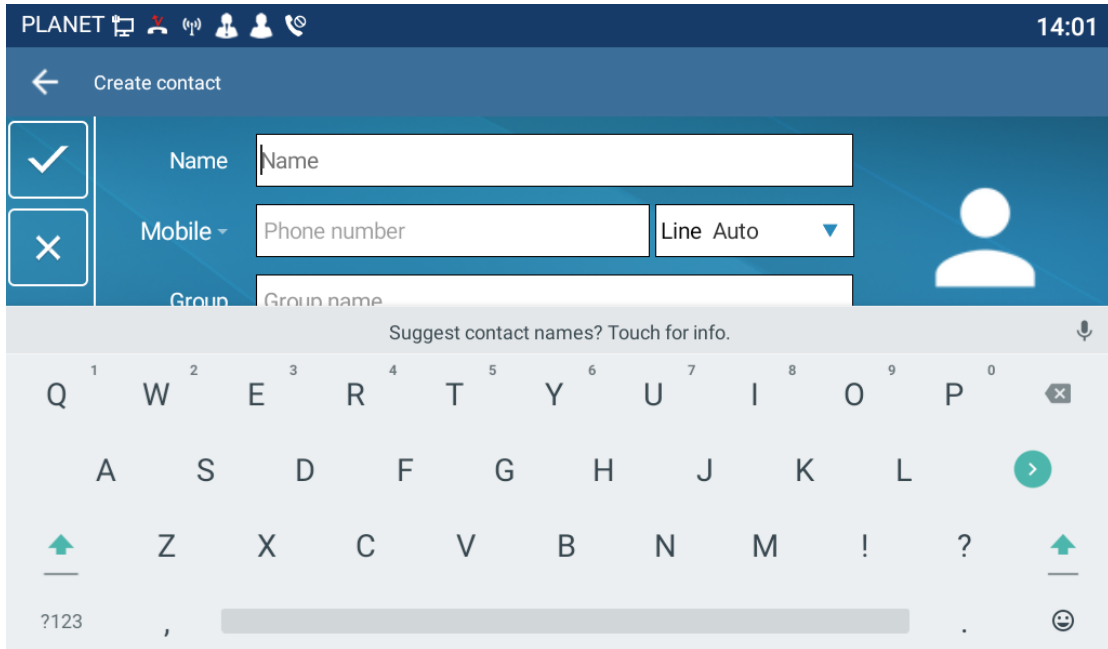 PLANET 14:01
Create contact
Name Name
Mobile Phone number Line Auto
Group Group name
Suggest contact names? Touch for info.
Q 1 W 2 E 3 R 4 T 5 Y 6 U 7 I 8 O 9 P 0
A S D F G H J K L
Z X C V B N M ! ?
?123 , .